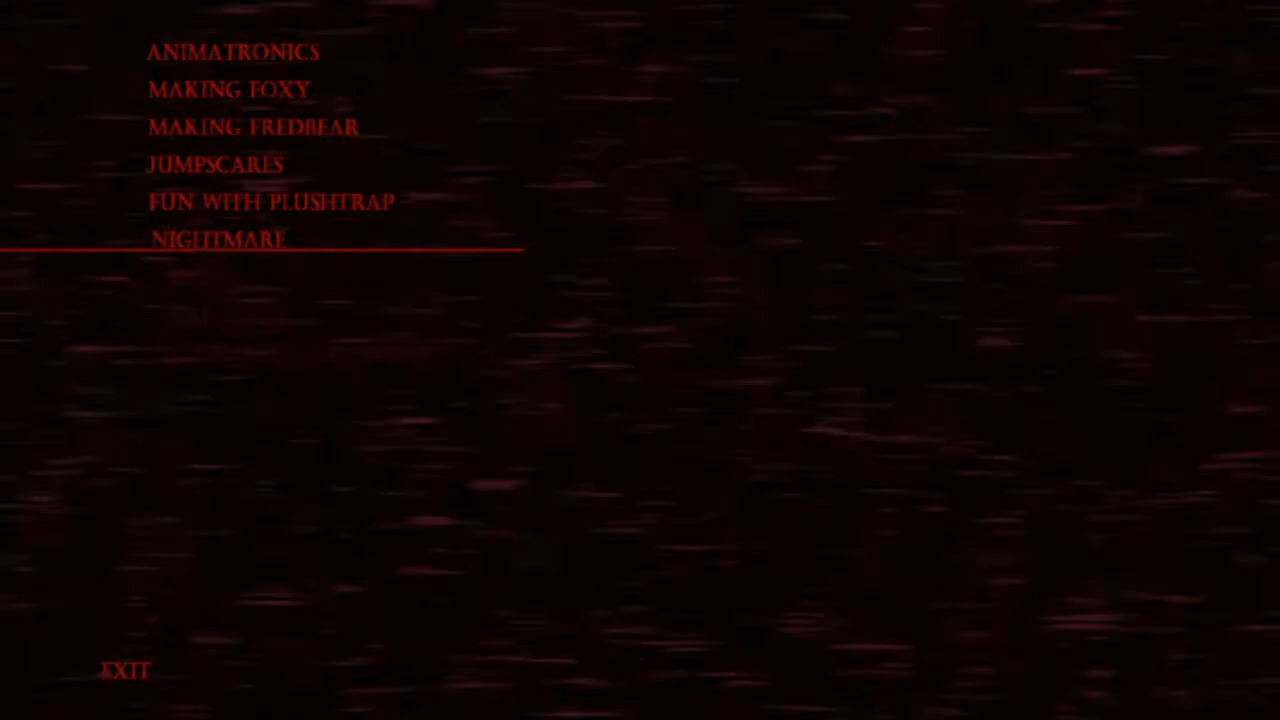 ANIMATRONICS
MAKING FOXY
MAKING FREDBEAR
JUMPSCARES
FUN WITH PLUSHTRAP
NIGHTMARE
EXIT